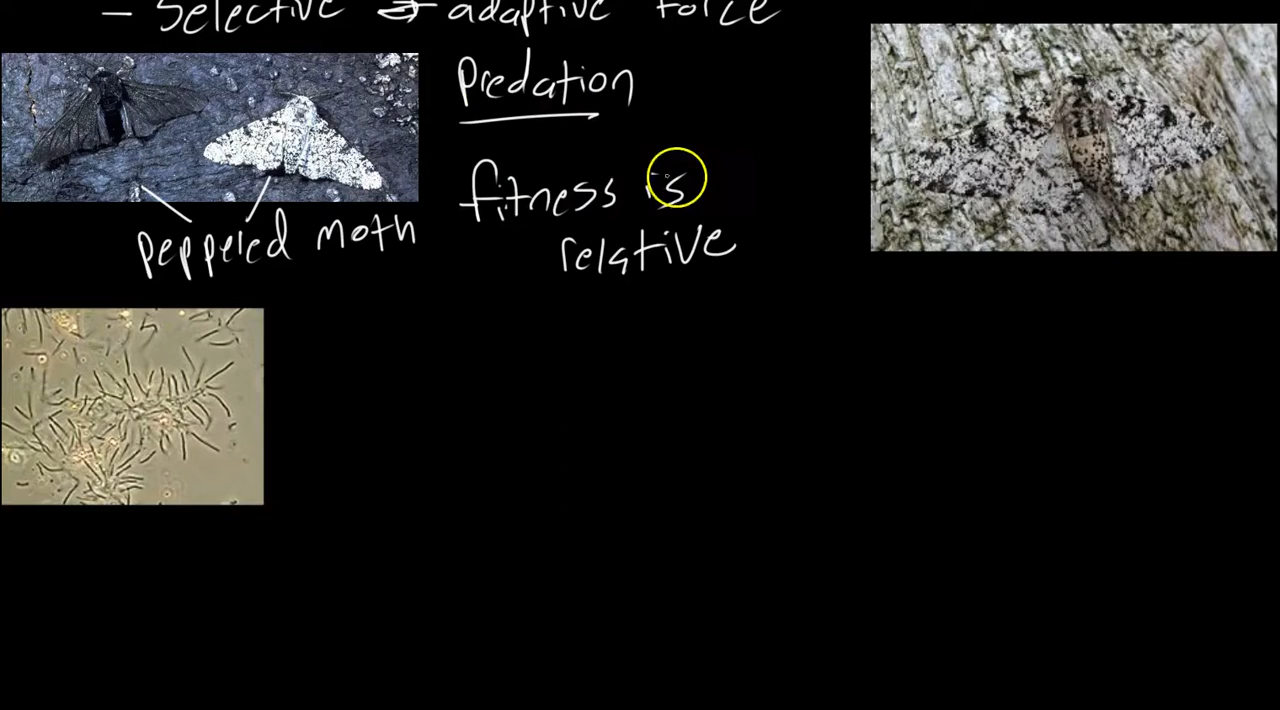 - Selective → adaptive force
Predation
fitness is
relative
peppered moth